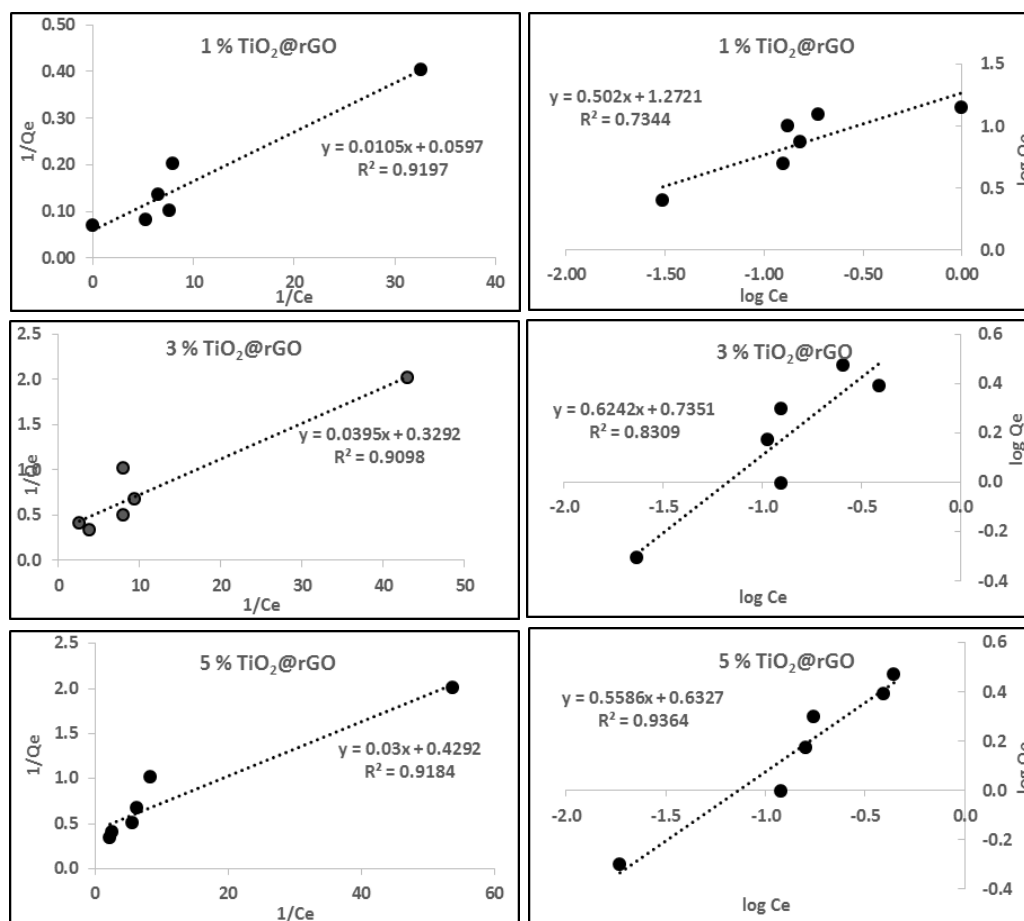 1 % TiO2@rGO
0.50
0.40
0.30
0.20
0.10
0.00
1/Qe
y = 0.0105x + 0.0597
R² = 0.9197
0
10
20
30
40
1/Ce
1 % TiO2@rGO
y = 0.502x + 1.2721
R² = 0.7344
1.5
1.0
0.5
0.0
log Qe
-2.00
-1.50
-1.00
-0.50
0.00
log Ce
3 % TiO2@rGO
2.5
2.0
1.5
1.0
0.5
0.0
1/Qe
y = 0.0395x + 0.3292
R² = 0.9098
0
10
20
30
40
50
1/Ce
3 % TiO2@rGO
y = 0.6242x + 0.7351
R² = 0.8309
0.6
0.4
0.2
0.0
-0.2
-0.4
log Qe
-2.0
-1.5
-1.0
-0.5
0.0
log Ce
5 % TiO2@rGO
2.5
2.0
1.5
1.0
0.5
0.0
1/Qe
y = 0.03x + 0.4292
R² = 0.9184
0
20
40
60
1/Ce
5 % TiO2@rGO
y = 0.5586x + 0.6327
R² = 0.9364
0.6
0.4
0.2
0.0
-0.2
-0.4
log Qe
-2.0
-1.5
-1.0
-0.5
0.0
log Ce